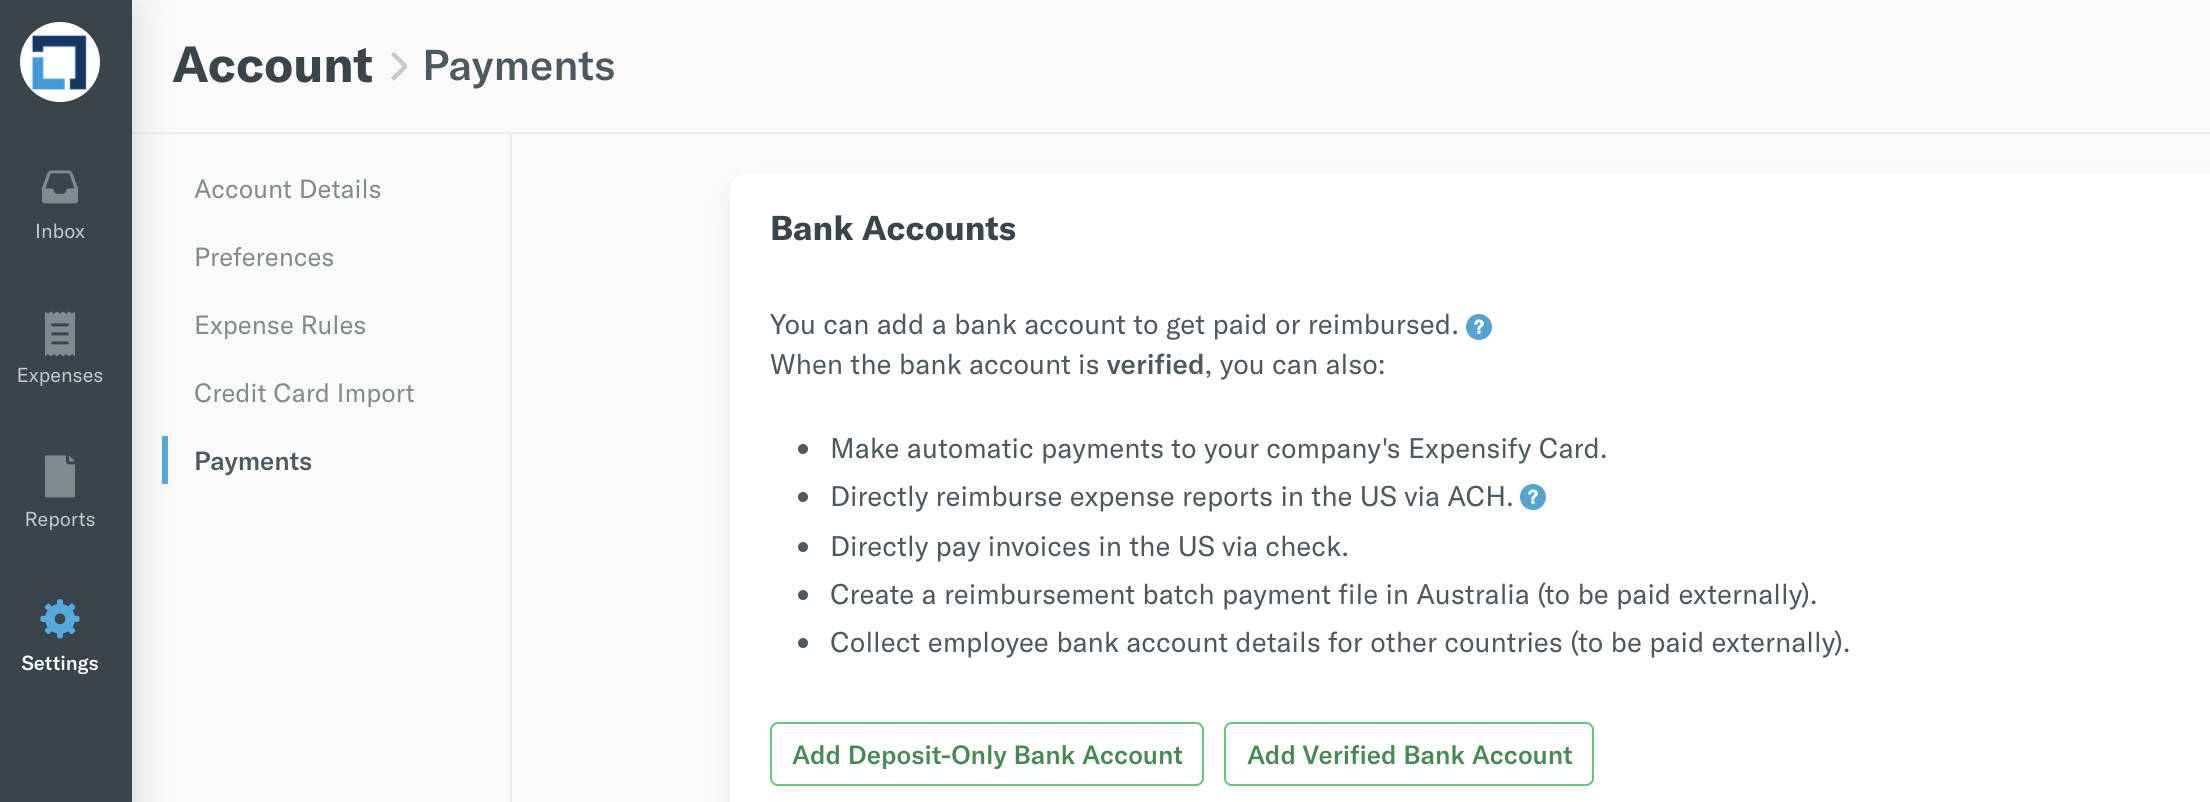 Account > Payments
Inbox
Expenses
Reports
Settings
Account Details
Preferences
Expense Rules
Credit Card Import
Payments
Bank Accounts
You can add a bank account to get paid or reimbursed. ?
When the bank account is verified, you can also:
• Make automatic payments to your company's Expensify Card.
• Directly reimburse expense reports in the US via ACH. ?
• Directly pay invoices in the US via check.
• Create a reimbursement batch payment file in Australia (to be paid externally).
• Collect employee bank account details for other countries (to be paid externally).
Add Deposit-Only Bank Account
Add Verified Bank Account